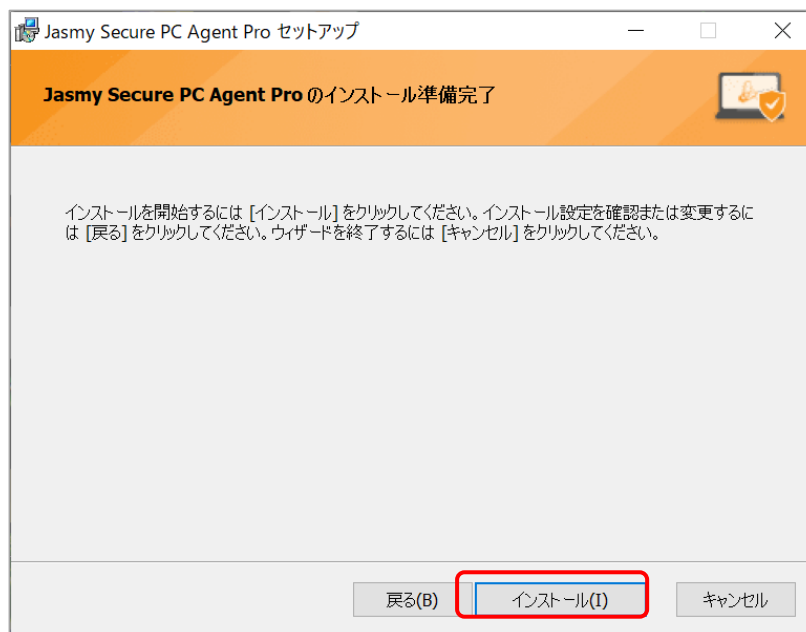 Jasmy Secure PC Agent Pro セットアップ
Jasmy Secure PC Agent Pro のインストール準備完了
インストールを開始するには [インストール] をクリックしてください。インストール設定を確認または変更するに
は [戻る] をクリックしてください。ウィザードを終了するには [キャンセル] をクリックしてください。
戻る(B) インストール(I) キャンセル